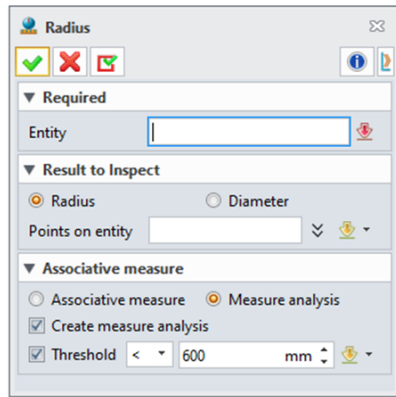 Radius
Required
Entity
Result to Inspect
Radius Diameter
Points on entity
Associative measure
Associative measure Measure analysis
Create measure analysis
Threshold < 600 mm